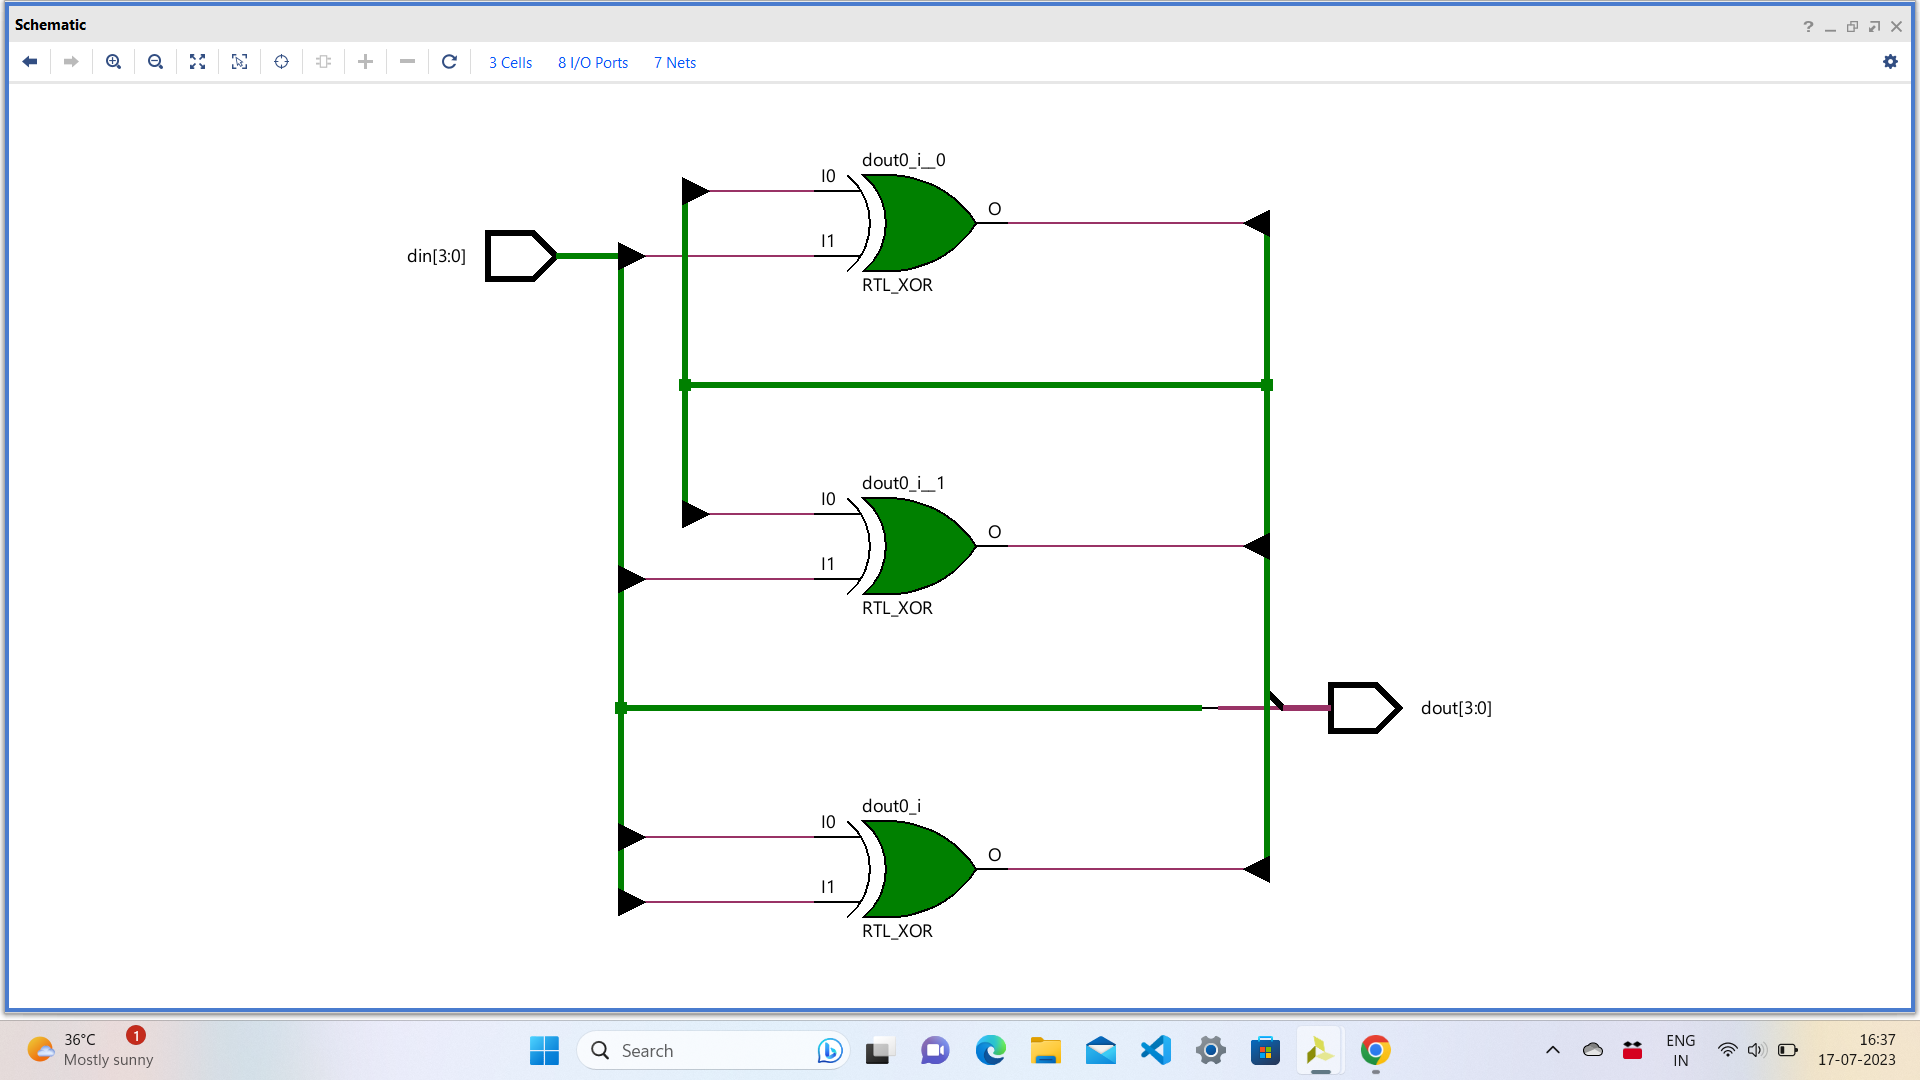 Schematic
?
3 Cells
8 I/O Ports
7 Nets
dout0_i__0
I0
O
I1
din[3:0]
RTL_XOR
dout0_i__1
I0
O
I1
RTL_XOR
dout[3:0]
dout0_i
I0
O
I1
RTL_XOR
36°C
1
Mostly sunny
Search
ENG
IN
16:37
17-07-2023